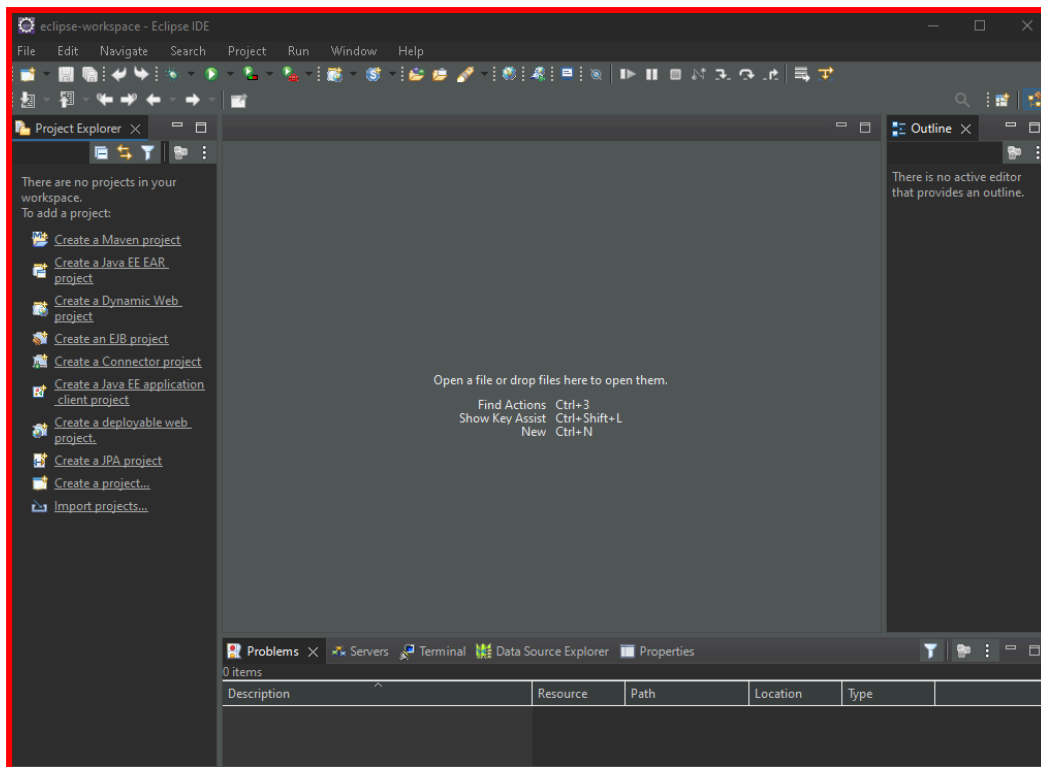 eclipse-workspace - Eclipse IDE
File Edit Navigate Search Project Run Window Help
Project Explorer
There are no projects in your
workspace.
To add a project:
Create a Maven project
Create a Java EE EAR
project
Create a Dynamic Web
project
Create an EJB project
Create a Connector project
Create a Java EE application
client project
Create a deployable web
project.
Create a JPA project
Create a project...
Import projects...
Open a file or drop files here to open them.
Find Actions Ctrl+3
Show Key Assist Ctrl+Shift+L
New Ctrl+N
Outline
There is no active editor
that provides an outline.
Problems Servers Terminal Data Source Explorer Properties
0 items
Description Resource Path Location Type